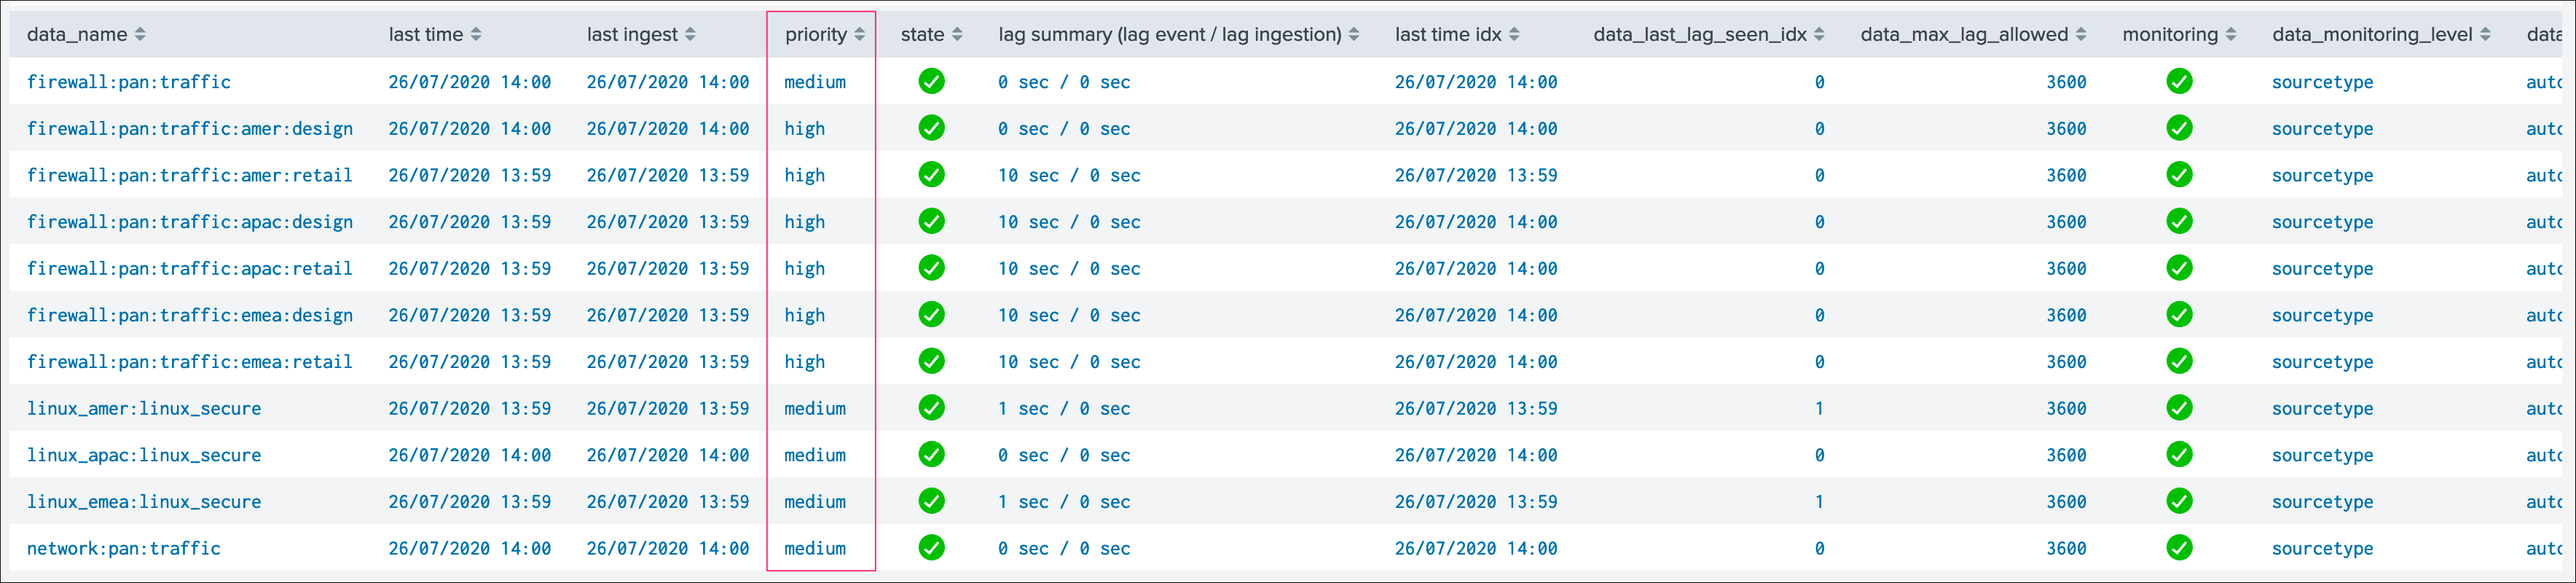 data_name last time last ingest priority state lag summary (lag event / lag ingestion) last time idx data_last_lag_seen_idx data_max_lag_allowed monitoring data_monitoring_level data
firewall:pan:traffic 26/07/2020 14:00 26/07/2020 14:00 medium 0 sec / 0 sec 26/07/2020 14:00 0 3600 sourcetype auto
firewall:pan:traffic:amer:design 26/07/2020 14:00 26/07/2020 14:00 high 0 sec / 0 sec 26/07/2020 14:00 0 3600 sourcetype auto
firewall:pan:traffic:amer:retail 26/07/2020 13:59 26/07/2020 13:59 high 10 sec / 0 sec 26/07/2020 13:59 0 3600 sourcetype auto
firewall:pan:traffic:apac:design 26/07/2020 13:59 26/07/2020 13:59 high 10 sec / 0 sec 26/07/2020 14:00 0 3600 sourcetype auto
firewall:pan:traffic:apac:retail 26/07/2020 13:59 26/07/2020 13:59 high 10 sec / 0 sec 26/07/2020 14:00 0 3600 sourcetype auto
firewall:pan:traffic:emea:design 26/07/2020 13:59 26/07/2020 13:59 high 10 sec / 0 sec 26/07/2020 14:00 0 3600 sourcetype auto
firewall:pan:traffic:emea:retail 26/07/2020 13:59 26/07/2020 13:59 high 10 sec / 0 sec 26/07/2020 14:00 0 3600 sourcetype auto
linux_amer:linux_secure 26/07/2020 13:59 26/07/2020 13:59 medium 1 sec / 0 sec 26/07/2020 13:59 1 3600 sourcetype auto
linux_apac:linux_secure 26/07/2020 14:00 26/07/2020 14:00 medium 0 sec / 0 sec 26/07/2020 14:00 0 3600 sourcetype auto
linux_emea:linux_secure 26/07/2020 13:59 26/07/2020 13:59 medium 1 sec / 0 sec 26/07/2020 13:59 1 3600 sourcetype auto
network:pan:traffic 26/07/2020 14:00 26/07/2020 14:00 medium 0 sec / 0 sec 26/07/2020 14:00 0 3600 sourcetype auto